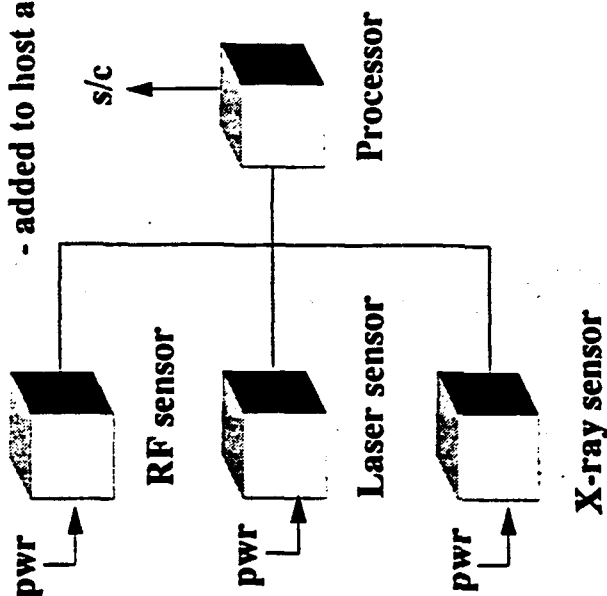 pwr
- added to host a
s/c
RF sensor
pwr
Laser sensor
Processor
pwr
X-ray sensor